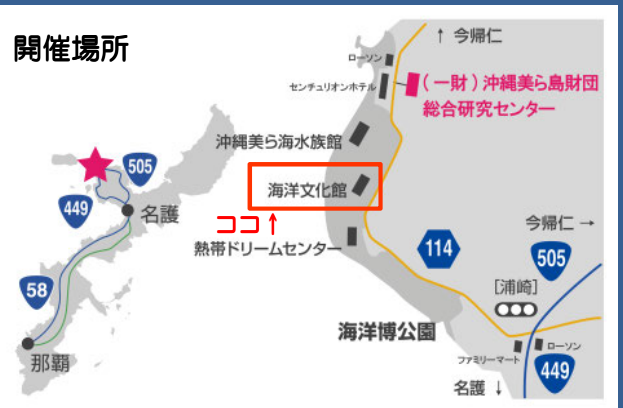 開催場所
↑ 今帰仁
ローソン
センチュリオンホテル
(一財)沖縄美ら島財団
総合研究センター
沖縄美ら海水族館
海洋文化館
ココ↑
熱帯ドリームセンター
505
449
名護
58
那覇
114
今帰仁 →
505
[浦崎]
海洋博公園
ファミリーマート
ローソン
449
名護 ↓